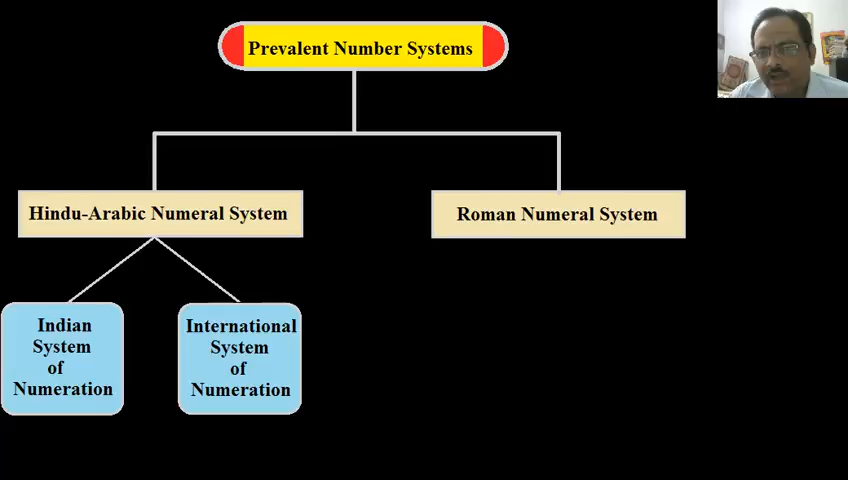 Prevalent Number Systems
Hindu-Arabic Numeral System
Roman Numeral System
Indian
System
of
Numeration
International
System
of
Numeration